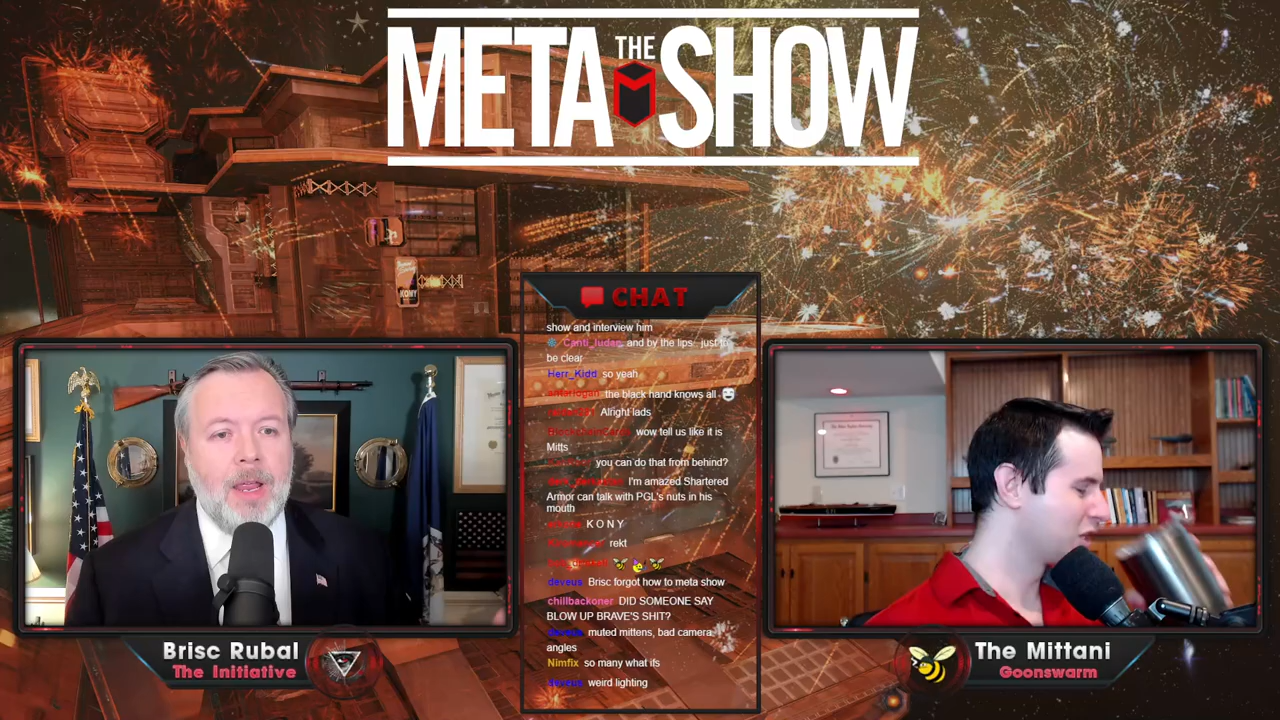 META THE SHOW
CHAT
show and interview him
and by the lips.. just to
be clear
Herr_Kidd so yeah
the black hand knows all
Alright lads
wow tell us like it is
Mitts
you can do that from behind?
I'm amazed Shartered
Armor can talk with PGL's nuts in his
mouth
K O N Y
rekt
deveus Brisc forgot how to meta show
chillbackoner DID SOMEONE SAY
BLOW UP BRAVE'S SHIT?
muted mittens, bad camera
angles
Nimfix so many what ifs
deveus weird lighting
KONY
Brisc Rubal
The Initiative
The Mittani
Goonswarm